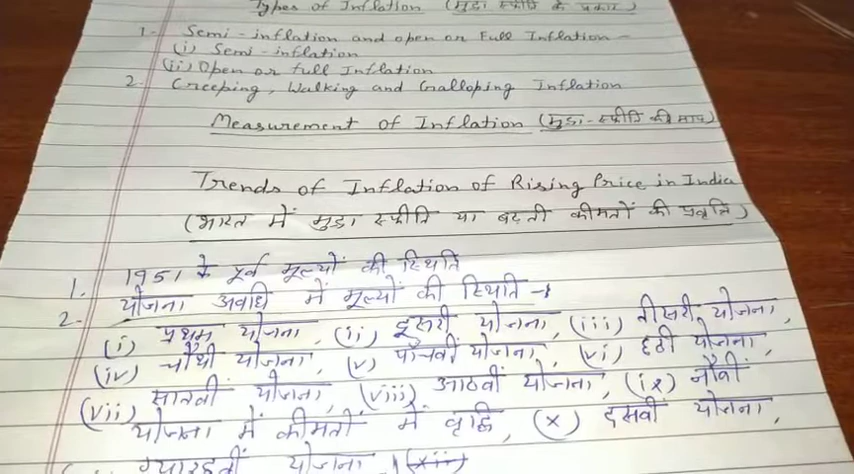 Types of Inflation (मुद्रा स्फीति के प्रकार)
1. Semi-inflation and open or Full Inflation -
(i) Semi-inflation
(ii) Open or full Inflation
2. Creeping, Walking and Galloping Inflation
Measurement of Inflation (मुद्रा-स्फीति की माप)
Trends of Inflation of Rising Price in India
(भारत में मुद्रा स्फीति या बढ़ती कीमतों की प्रवृत्ति)
1. 1951 के पूर्व मूल्यों की स्थिति
2. योजना अवधि में मूल्यों की स्थिति →
(i) प्रथम योजना, (ii) दूसरी योजना, (iii) तीसरी योजना,
(iv) चौथी योजना, (v) पाँचवीं योजना, (vi) छठी योजना,
(vii) सातवीं योजना, (viii) आठवीं योजना, (ix) नौवीं
योजना में कीमतों में वृद्धि, (x) दसवीं योजना,
ग्यारहवीं योजना (xii)